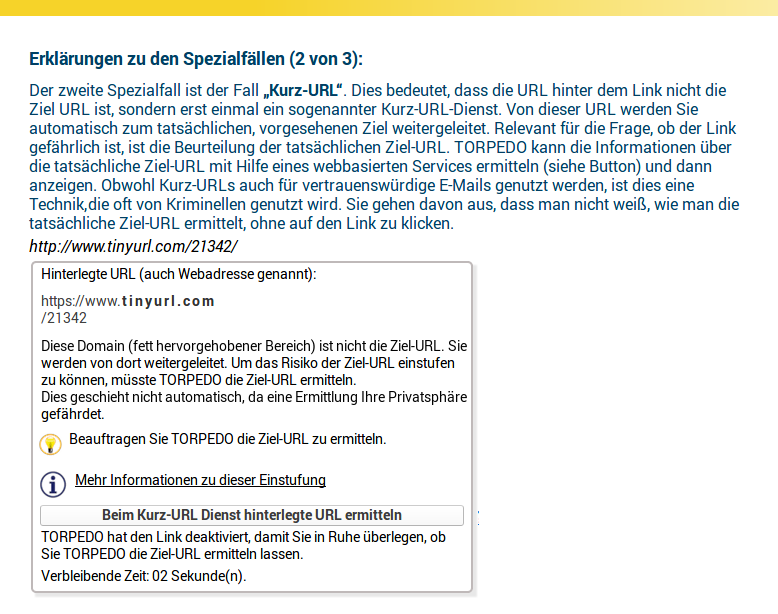 Erklärungen zu den Spezialfällen (2 von 3):
Der zweite Spezialfall ist der Fall „Kurz-URL“. Dies bedeutet, dass die URL hinter dem Link nicht die
Ziel URL ist, sondern erst einmal ein sogenannter Kurz-URL-Dienst. Von dieser URL werden Sie
automatisch zum tatsächlichen, vorgesehenen Ziel weitergeleitet. Relevant für die Frage, ob der Link
gefährlich ist, ist die Beurteilung der tatsächlichen Ziel-URL. TORPEDO kann die Informationen über
die tatsächliche Ziel-URL mit Hilfe eines webbasierten Services ermitteln (siehe Button) und dann
anzeigen. Obwohl Kurz-URLs auch für vertrauenswürdige E-Mails genutzt werden, ist dies eine
Technik,die oft von Kriminellen genutzt wird. Sie gehen davon aus, dass man nicht weiß, wie man die
tatsächliche Ziel-URL ermittelt, ohne auf den Link zu klicken.
http://www.tinyurl.com/21342/
Hinterlegte URL (auch Webadresse genannt):
https://www.tinyurl.com
/21342
Diese Domain (fett hervorgehobener Bereich) ist nicht die Ziel-URL. Sie
werden von dort weitergeleitet. Um das Risiko der Ziel-URL einstufen
zu können, müsste TORPEDO die Ziel-URL ermitteln.
Dies geschieht nicht automatisch, da eine Ermittlung Ihre Privatsphäre
gefährdet.
Beauftragen Sie TORPEDO die Ziel-URL zu ermitteln.
Mehr Informationen zu dieser Einstufung
Beim Kurz-URL Dienst hinterlegte URL ermitteln
TORPEDO hat den Link deaktiviert, damit Sie in Ruhe überlegen, ob
Sie TORPEDO die Ziel-URL ermitteln lassen.
Verbleibende Zeit: 02 Sekunde(n).